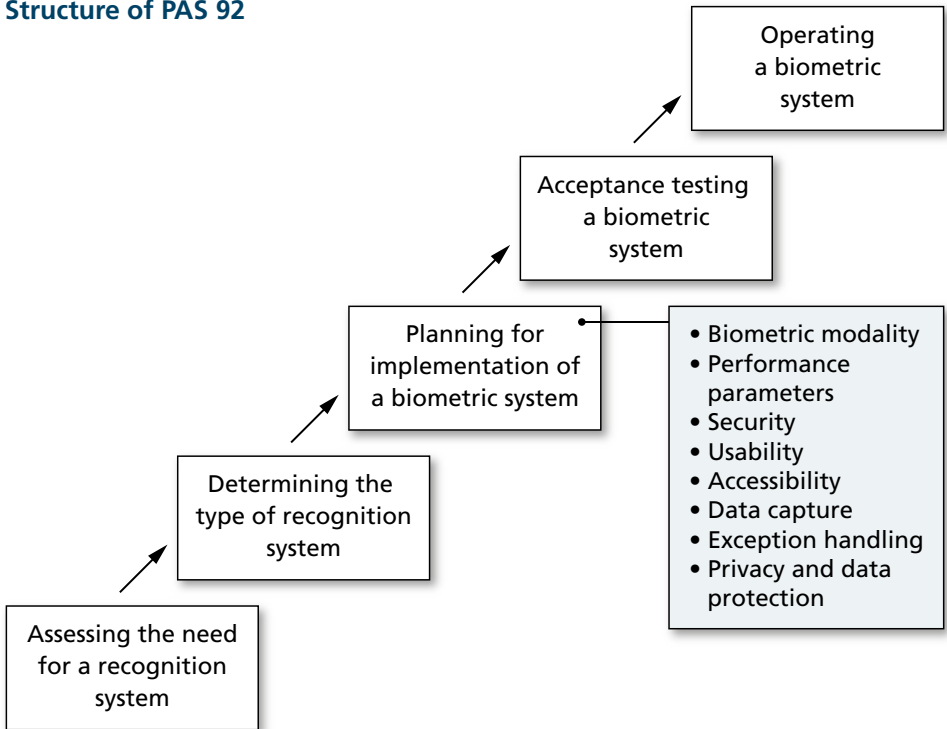 Structure of PAS 92
Operating
a biometric
system
Acceptance testing
a biometric
system
Planning for
implementation of
a biometric system
• Biometric modality
• Performance
parameters
• Security
• Usability
• Accessibility
• Data capture
• Exception handling
• Privacy and data
protection
Determining the
type of recognition
system
Assessing the need
for a recognition
system